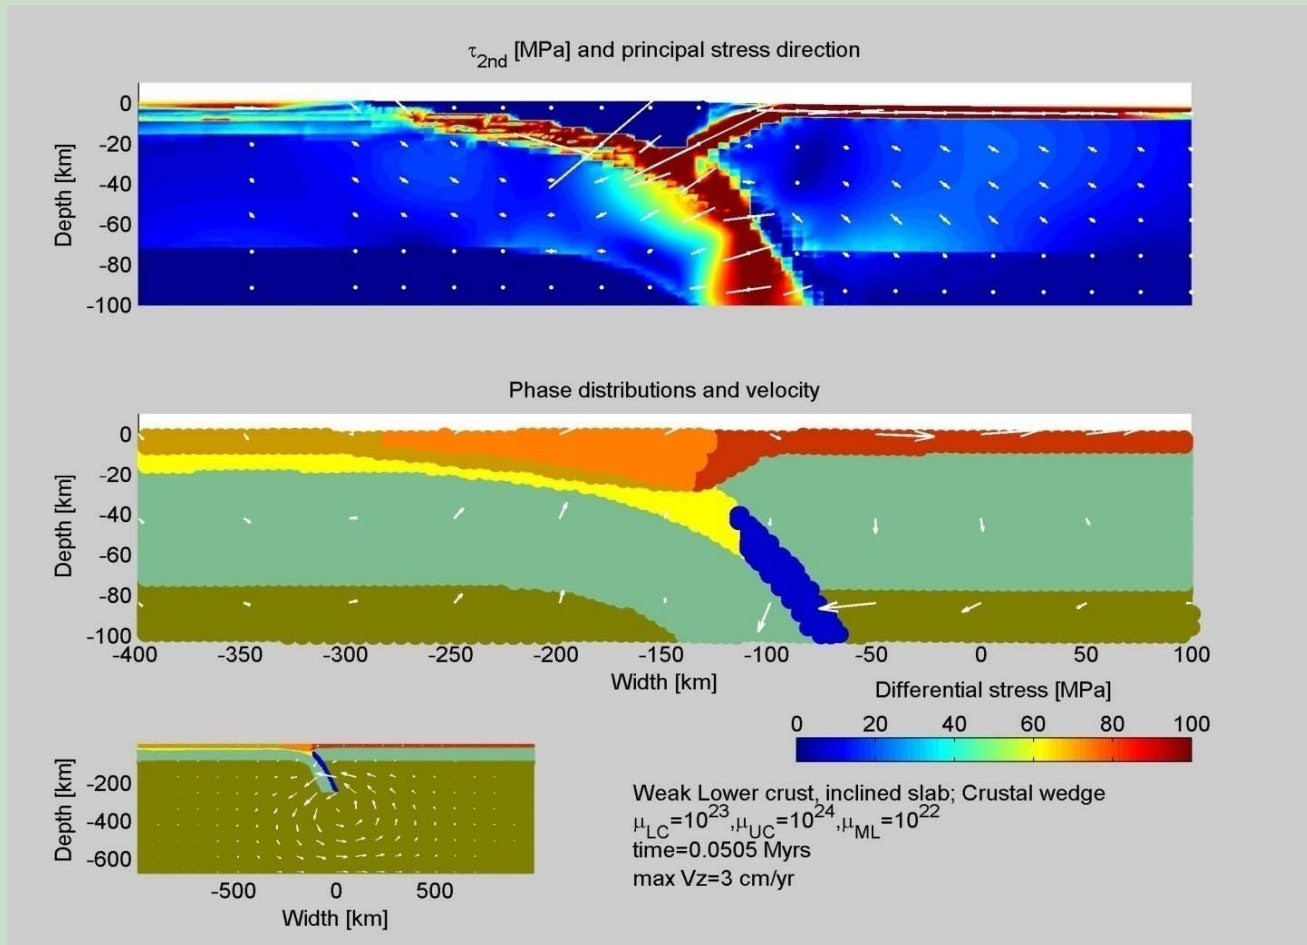 τ2nd [MPa] and principal stress direction
0
-20
-40
-60
-80
-100
Depth [km]
Phase distributions and velocity
0
-20
-40
-60
-80
-100
Depth [km]
-400 -350 -300 -250 -200 -150 -100 -50 0 50 100
Width [km]
Differential stress [MPa]
0 20 40 60 80 100
-200
-400
-600
Depth [km]
-500 0 500
Width [km]
Weak Lower crust, inclined slab; Crustal wedge
μLC=10^23,μUC=10^24,μML=10^22
time=0.0505 Myrs
max Vz=3 cm/yr